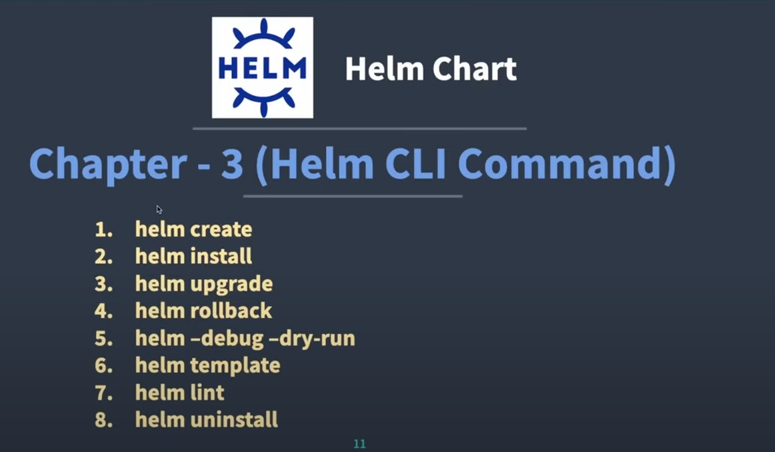 HELM
Helm Chart
Chapter - 3 (Helm CLI Command)
1. helm create
2. helm install
3. helm upgrade
4. helm rollback
5. helm –debug –dry-run
6. helm template
7. helm lint
8. helm uninstall
11